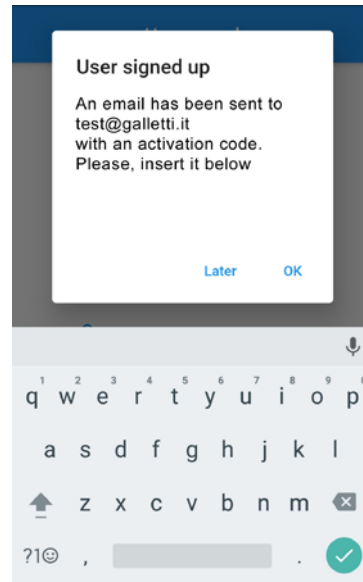 User signed up
An email has been sent to
test@galletti.it
with an activation code.
Please, insert it below
Later OK
1 2 3 4 5 6 7 8 9
q w e r t y u i o p
a s d f g h j k l
z x c v b n m
?1☺ , .